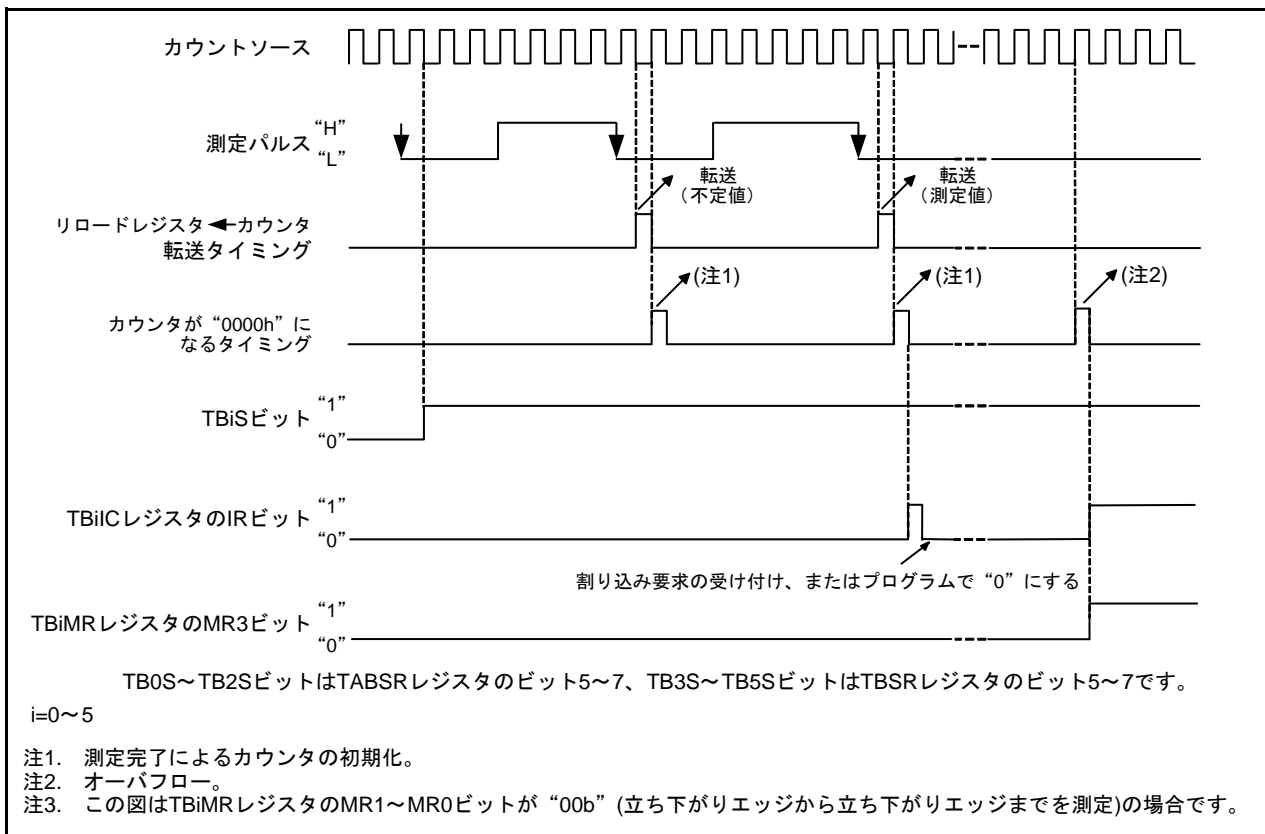 カウントソース
測定パルス
“H”
“L”
転送
(不定値)
転送
(測定値)
リロードレジスタ←カウンタ
転送タイミング
(注1)
(注1)
(注2)
カウンタが“0000h”に
なるタイミング
TBiSビット
“1”
“0”
TBiICレジスタのIRビット
“1”
“0”
割り込み要求の受け付け、またはプログラムで“0”にする
TBiMRレジスタのMR3ビット
“1”
“0”
TB0S～TB2SビットはTABSRレジスタのビット5～7、TB3S～TB5SビットはTBSRレジスタのビット5～7です。
i=0～5
注1. 測定完了によるカウンタの初期化。
注2. オーバフロー。
注3. この図はTBiMRレジスタのMR1～MR0ビットが“00b”(立ち下がりエッジから立ち下がりエッジまでを測定)の場合です。